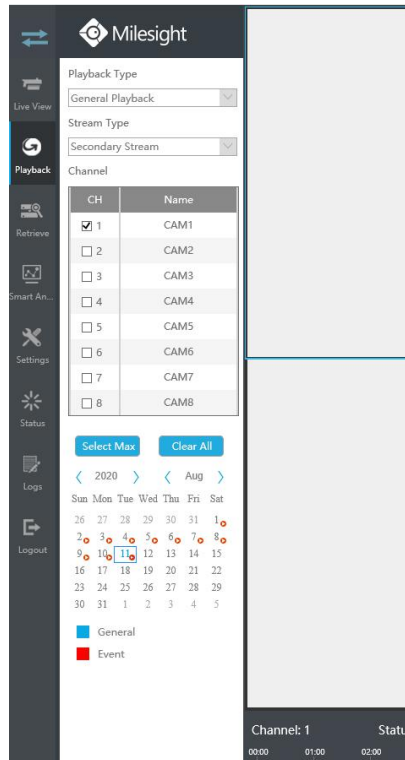 Milesight
Live View
Playback
Retrieve
Smart An...
Settings
Status
Logs
Logout
Playback Type
General Playback
Stream Type
Secondary Stream
Channel
CH Name
1 CAM1
2 CAM2
3 CAM3
4 CAM4
5 CAM5
6 CAM6
7 CAM7
8 CAM8
Select Max Clear All
2020 Aug
Sun Mon Tue Wed Thu Fri Sat
26 27 28 29 30 31 1
2 3 4 5 6 7 8
9 10 11 12 13 14 15
16 17 18 19 20 21 22
23 24 25 26 27 28 29
30 31 1 2 3 4 5
General
Event
Channel: 1 Statu
00:00 01:00 02:00